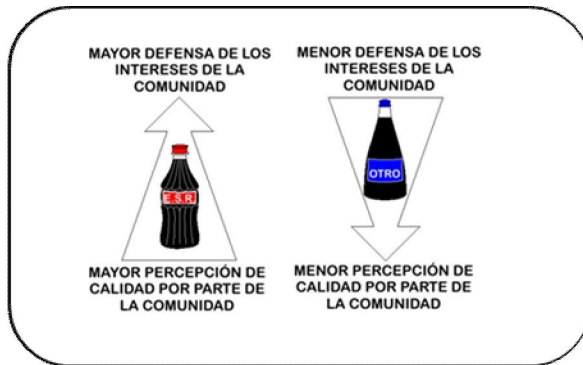 MAYOR DEFENSA DE LOS
INTERESES DE LA
COMUNIDAD
E.S.R.
MAYOR PERCEPCIÓN DE
CALIDAD POR PARTE DE
LA COMUNIDAD
MENOR DEFENSA DE LOS
INTERESES DE LA
COMUNIDAD
OTRO
MENOR PERCEPCIÓN DE
CALIDAD POR PARTE DE
LA COMUNIDAD